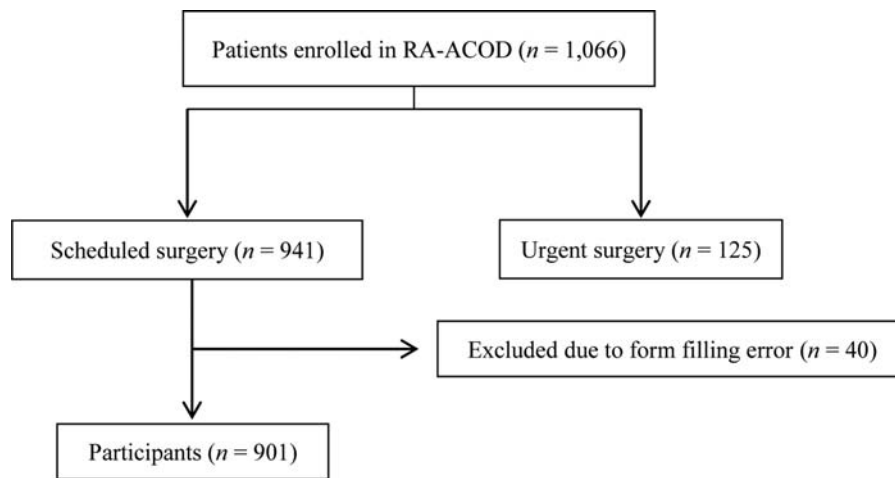 Patients enrolled in RA-ACOD (n = 1,066)
Scheduled surgery (n = 941)
Urgent surgery (n = 125)
Excluded due to form filling error (n = 40)
Participants (n = 901)